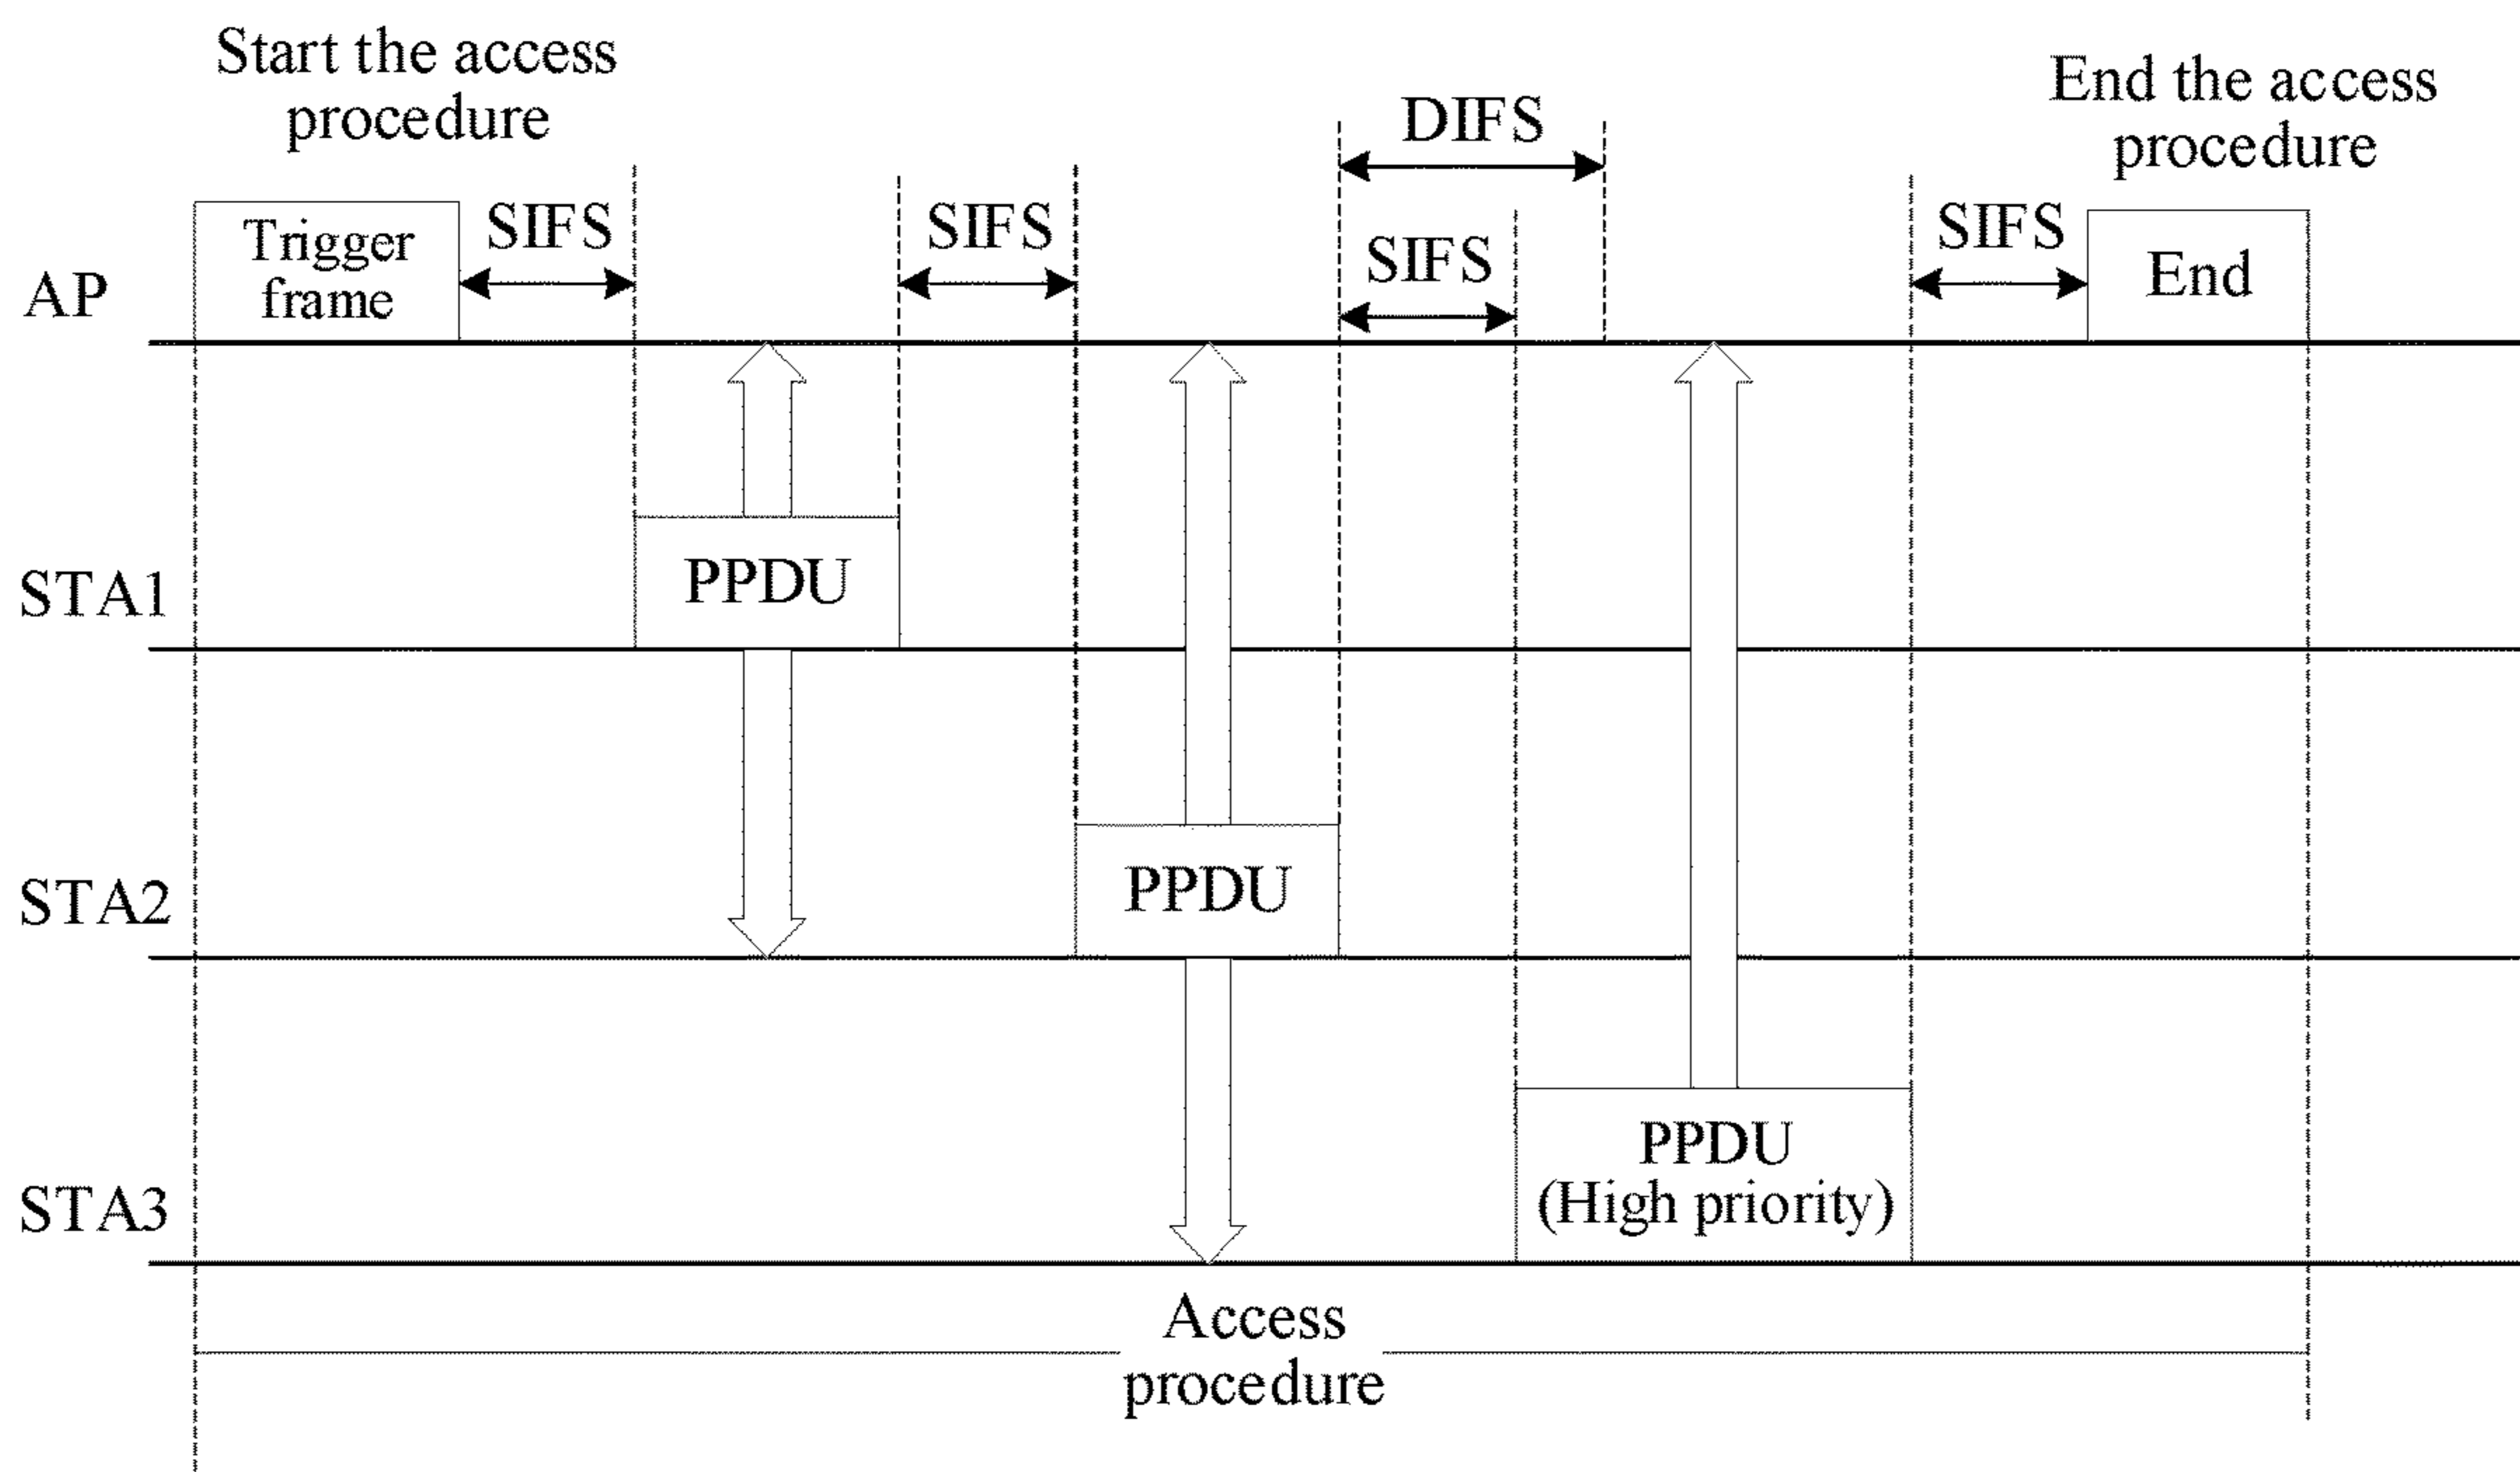 Start the access
procedure
End the access
procedure
DIFS
SIFS
SIFS
SIFS
SIFS
Trigger
frame
End
AP
PPDU
STA1
PPDU
STA2
PPDU
(High priority)
STA3
Access
procedure